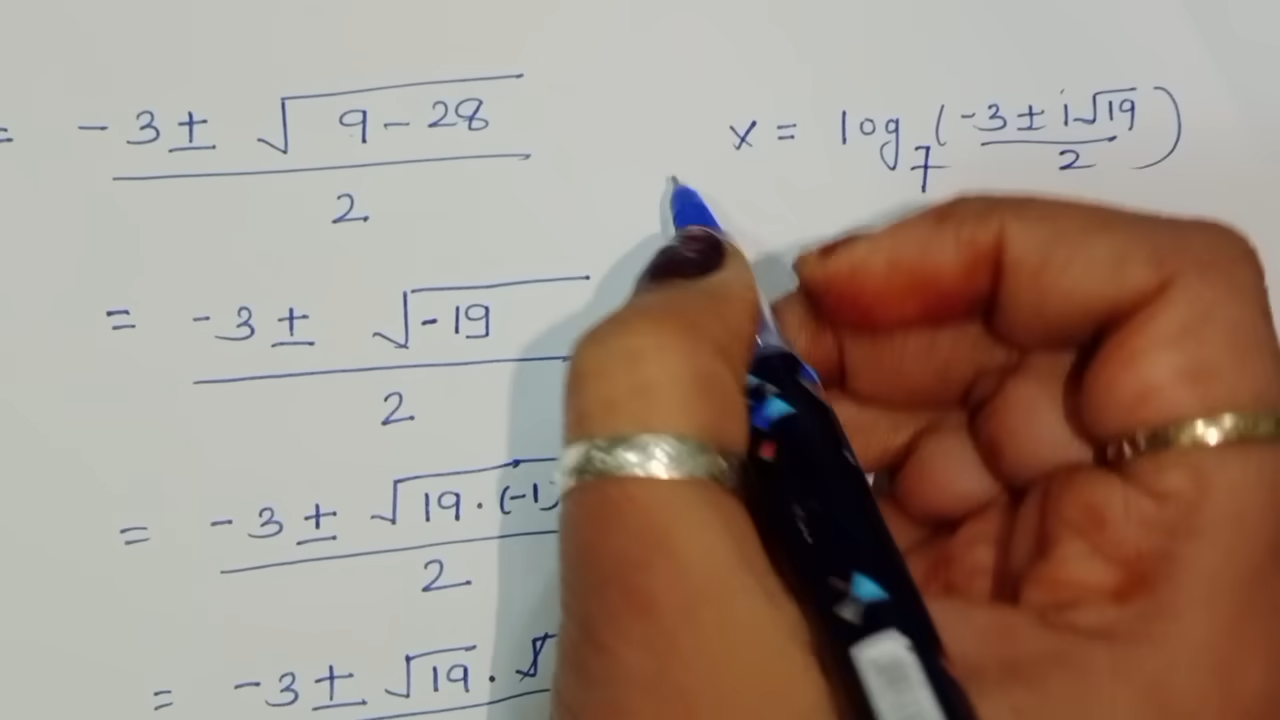 = -3 ± √9-28 / 2
= -3 ± √-19 / 2
= -3 ± √19 · (-1) / 2
= -3 ± √19 ·
x = log₇ (-3 ± i√19 / 2)